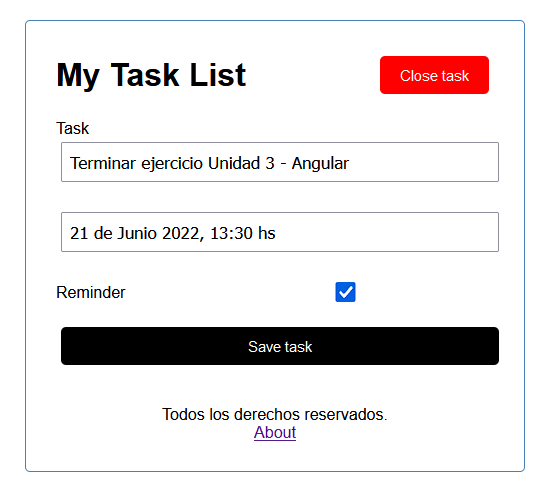 My Task List
Close task
Task
Terminar ejercicio Unidad 3 - Angular
21 de Junio 2022, 13:30 hs
Reminder
Save task
Todos los derechos reservados.
About